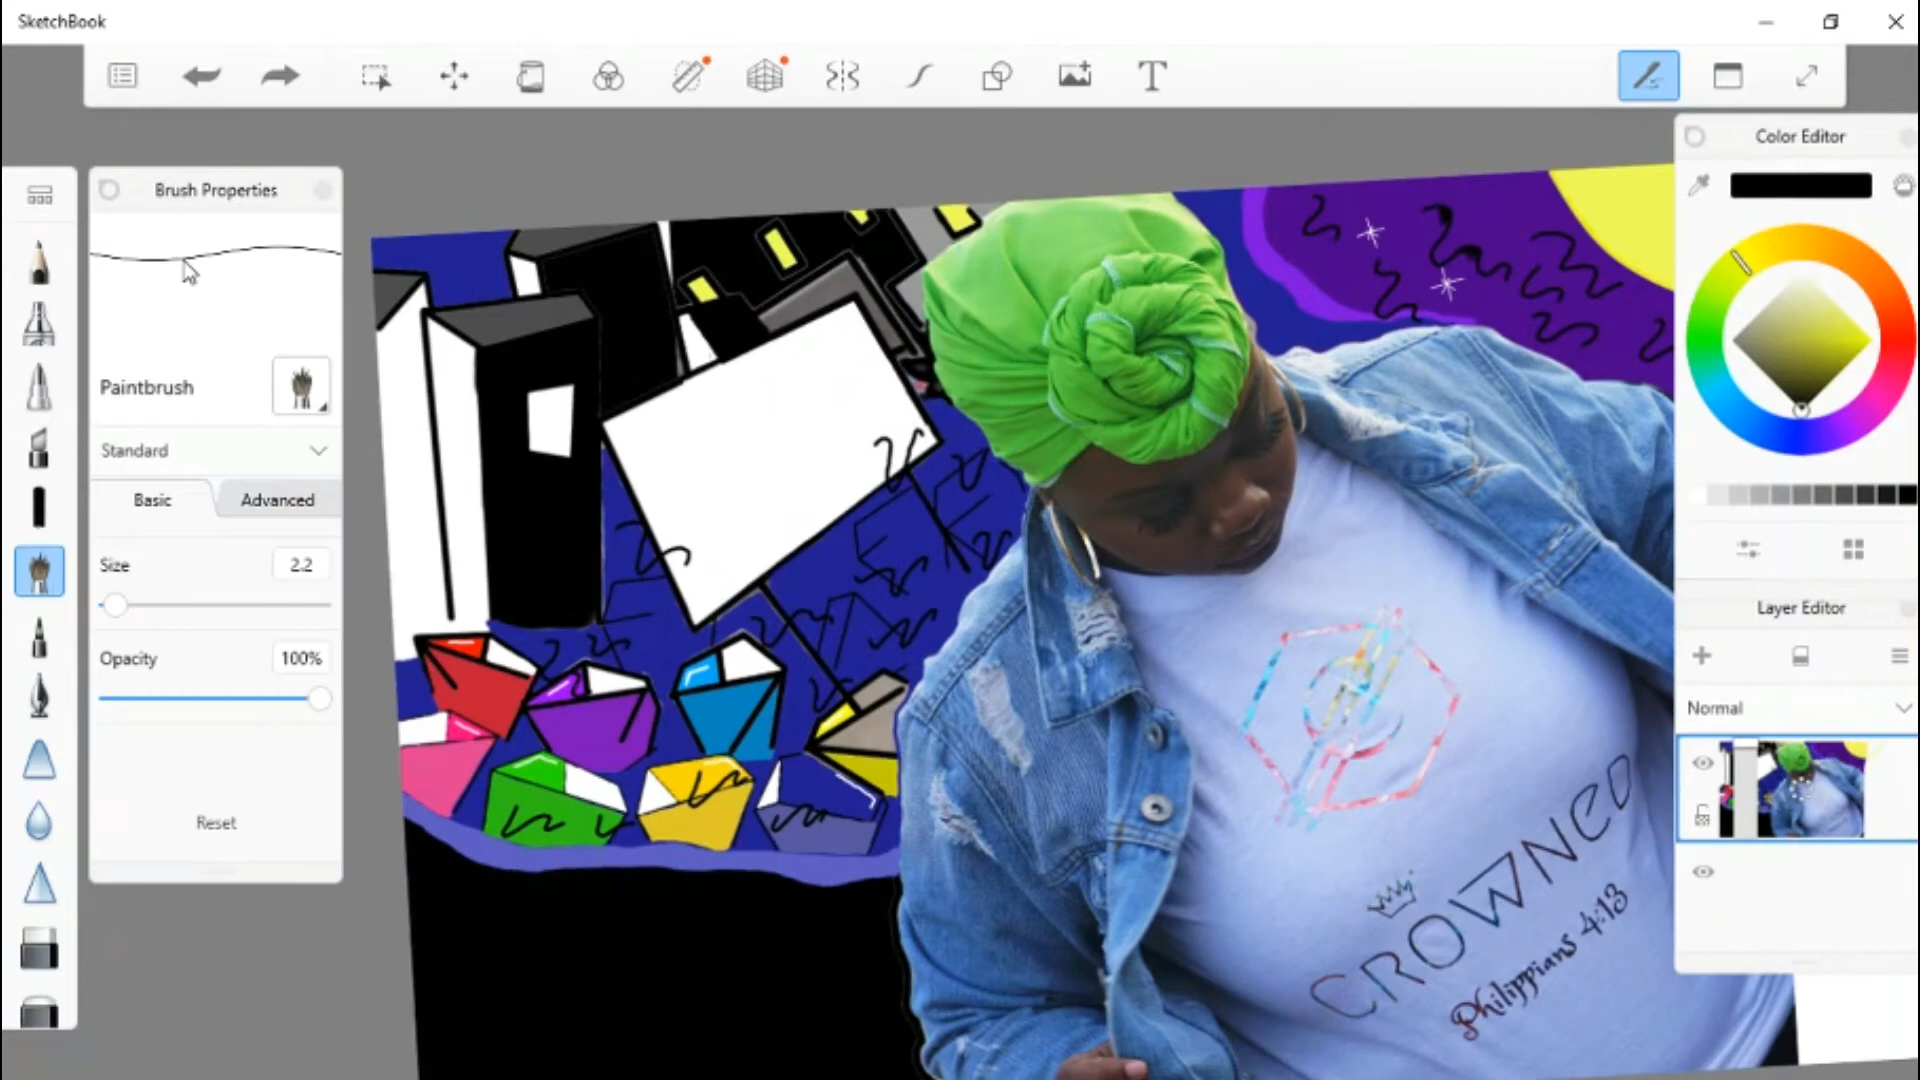 SketchBook
Color Editor
Brush Properties
Paintbrush
Standard
Basic
Advanced
Size
2.2
Opacity
100%
Reset
Layer Editor
Normal
CROWNED
Philippians 4:13